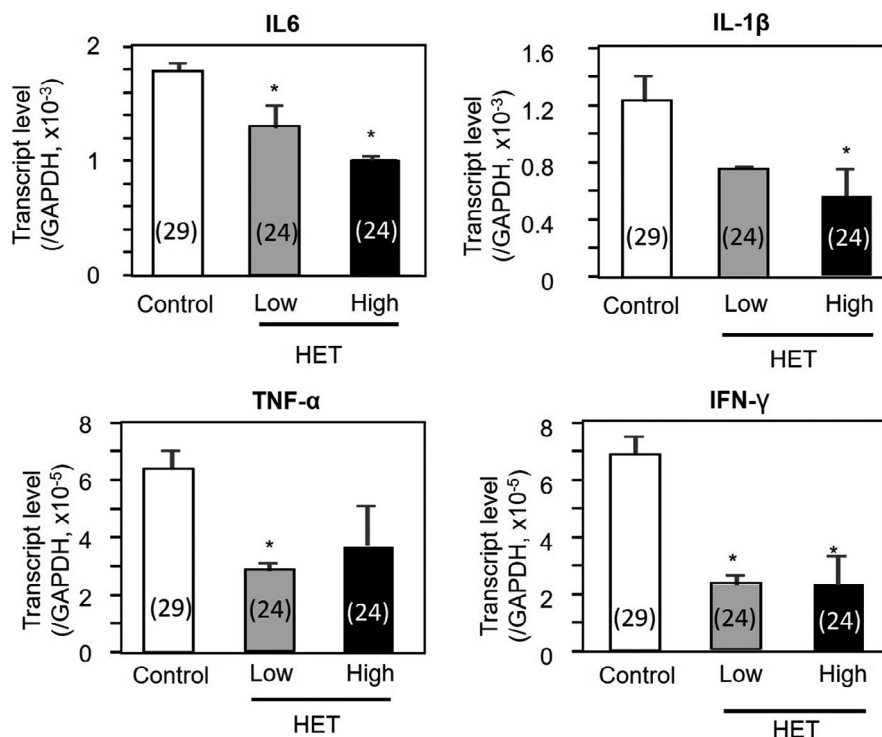 IL6
Transcript level
(/GAPDH, x10⁻³)
2
1
0
*
*
(29)
(24)
(24)
Control
Low
High
HET
IL-1β
Transcript level
(/GAPDH, x10⁻³)
1.6
1.2
0.8
0.4
0
*
(29)
(24)
(24)
Control
Low
High
HET
TNF-α
Transcript level
(/GAPDH, x10⁻⁵)
8
6
4
2
0
*
(29)
(24)
(24)
Control
Low
High
HET
IFN-γ
Transcript level
(/GAPDH, x10⁻⁵)
8
6
4
2
0
*
*
(29)
(24)
(24)
Control
Low
High
HET